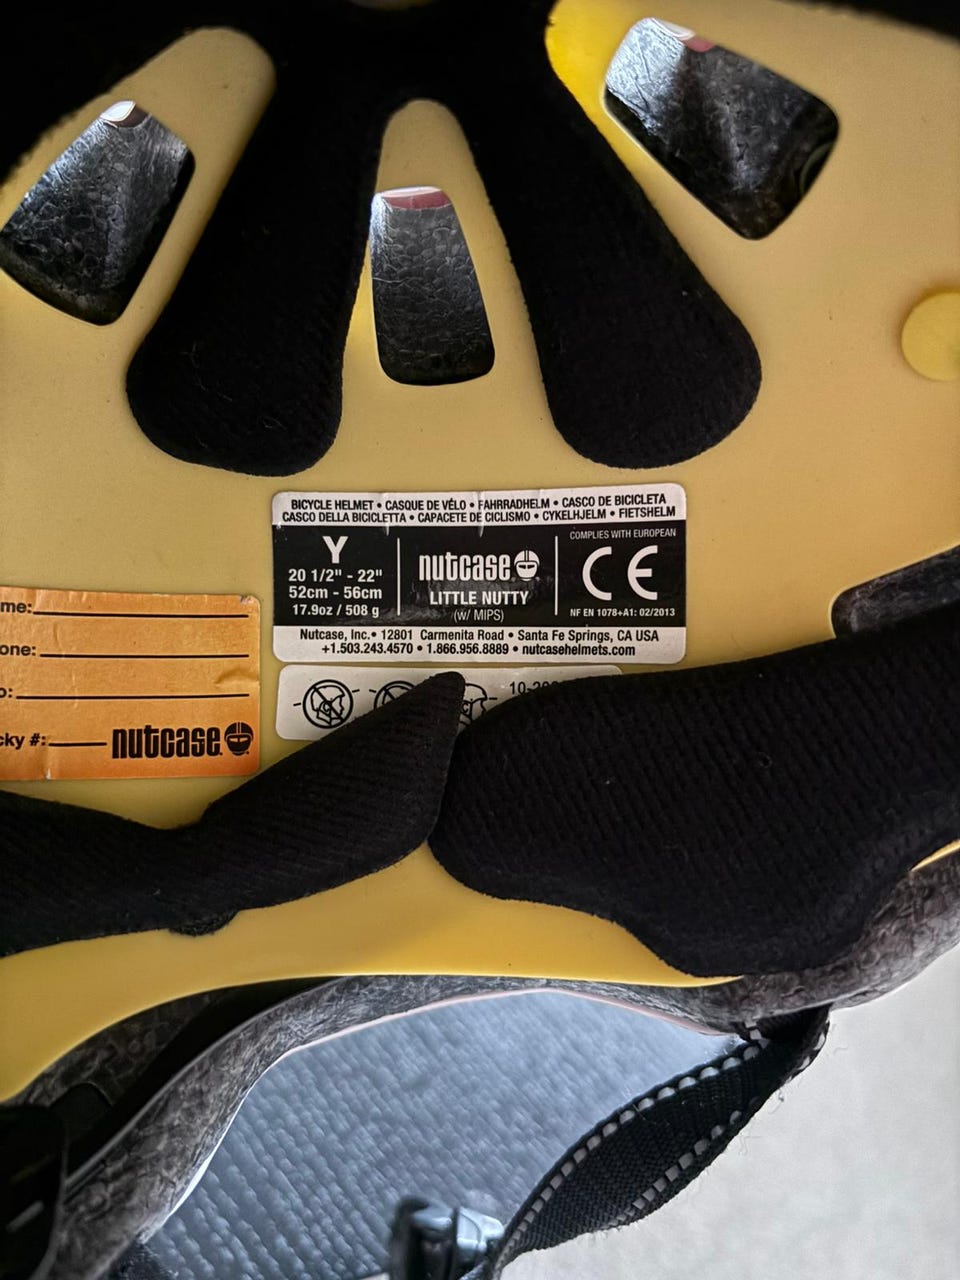 BICYCLE HELMET • CASQUE DE VÉLO • FAHRRADHELM • CASCO DE BICICLETA
CASCO DELLA BICICLETTA • CAPACETE DE CICLISMO • CYKELHJELM • FIETSHELM
Y
20 1/2" - 22"
52cm - 56cm
17.9oz / 508 g
nutcase
LITTLE NUTTY
(w/ MIPS)
COMPLIES WITH EUROPEAN
CE
NF EN 1078+A1: 02/2013
Nutcase, Inc. • 12801 Carmenita Road • Santa Fe Springs, CA USA
+1.503.243.4570 • 1.866.956.8889 • nutcasehelmets.com
me:
one:
o:
cky #:
nutcase